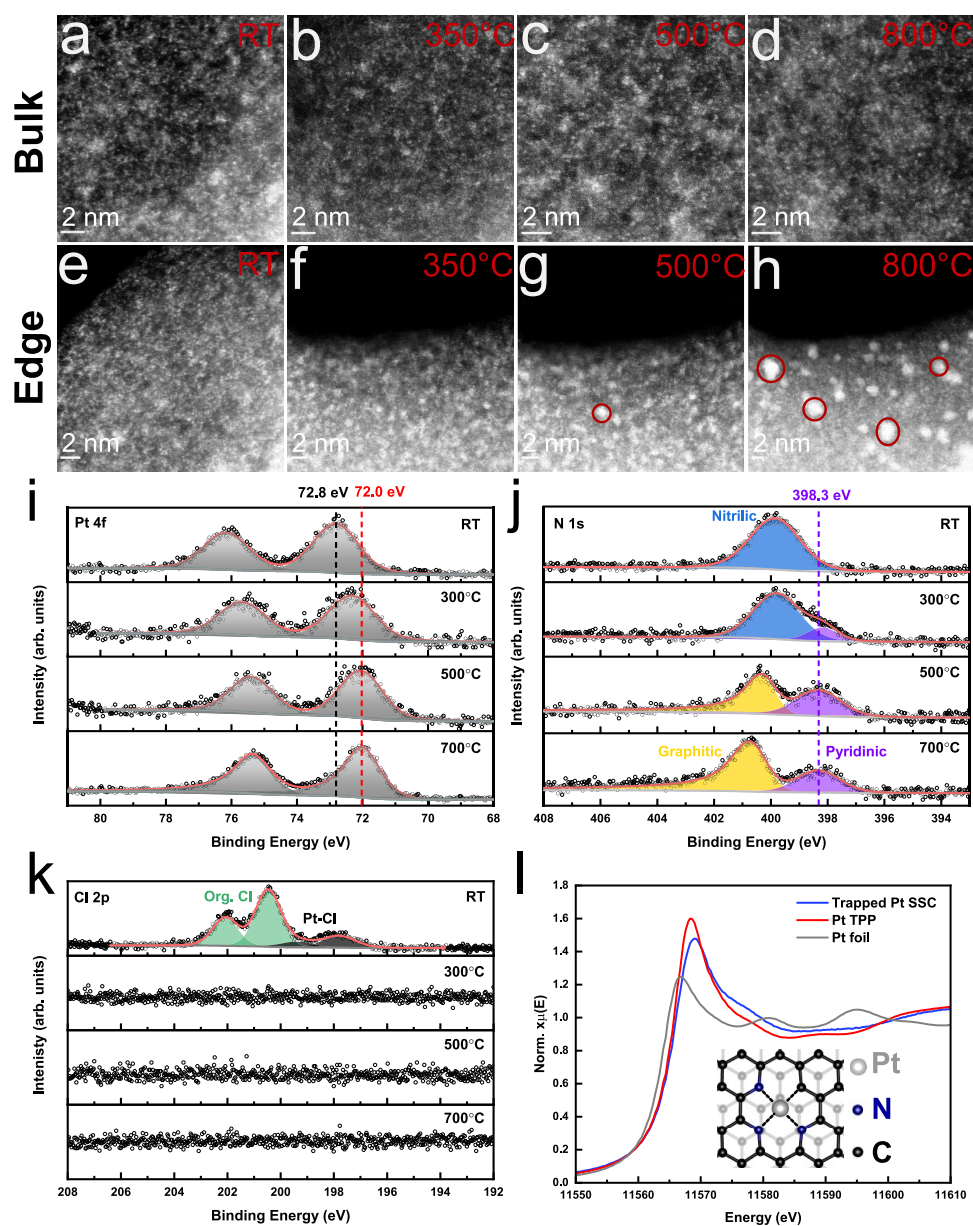 a RT b 350°C c 500°C d 800°C
Bulk
2 nm 2 nm 2 nm 2 nm
e RT f 350°C g 500°C h 800°C
Edge
2 nm 2 nm 2 nm 2 nm
i 72.8 eV 72.0 eV
Pt 4f RT
300°C
500°C
700°C
Intensity (arb. units)
80 78 76 74 72 70 68
Binding Energy (eV)
j 398.3 eV
N 1s Nitrilic RT
300°C
500°C
Graphitic Pyridinic 700°C
Intensity (arb. units)
408 406 404 402 400 398 396 394
Binding Energy (eV)
k
Cl 2p Org. Cl Pt-Cl RT
300°C
500°C
700°C
Intenisty (arb. units)
208 206 204 202 200 198 196 194 192
Binding Energy (eV)
l
1.8
1.6
1.4
1.2
1.0
0.8
0.6
0.4
0.2
0.0
Norm. xμ(E)
Trapped Pt SSC
Pt TPP
Pt foil
Pt
N
C
11550 11560 11570 11580 11590 11600 11610
Energy (eV)